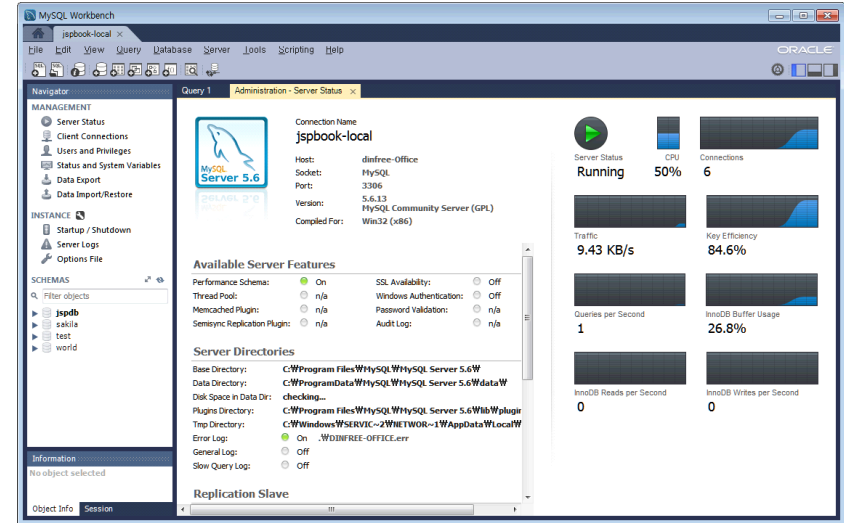 MySQL Workbench
jspbook-local ×
File Edit View Query Database Server Tools Scripting Help
ORACLE
Navigator
MANAGEMENT
Server Status
Client Connections
Users and Privileges
Status and System Variables
Data Export
Data Import/Restore
INSTANCE
Startup / Shutdown
Server Logs
Options File
SCHEMAS
Filter objects
jspdb
sakila
test
world
Information
No object selected
Object Info Session
Query 1 Administration - Server Status ×
MySQL
Server 5.6
Connection Name
jspbook-local
Host: dinfree-Office
Socket: MySQL
Port: 3306
Version: 5.6.13
MySQL Community Server (GPL)
Compiled For: Win32 (x86)
Available Server Features
Performance Schema: On SSL Availability: Off
Thread Pool: n/a Windows Authentication: Off
Memcached Plugin: n/a Password Validation: n/a
Semisync Replication Plugin: n/a Audit Log: n/a
Server Directories
Base Directory: C:₩Program Files₩MySQL₩MySQL Server 5.6₩
Data Directory: C:₩ProgramData₩MySQL₩MySQL Server 5.6₩data₩
Disk Space in Data Dir: checking...
Plugins Directory: C:₩Program Files₩MySQL₩MySQL Server 5.6₩lib₩plugin
Tmp Directory: C:₩Windows₩SERVIC~2₩NETWOR~1₩AppData₩Local₩
Error Log: On .₩DINFREE-OFFICE.err
General Log: Off
Slow Query Log: Off
Replication Slave
Server Status CPU Connections
Running 50% 6
Traffic Key Efficiency
9.43 KB/s 84.6%
Queries per Second InnoDB Buffer Usage
1 26.8%
InnoDB Reads per Second InnoDB Writes per Second
0 0